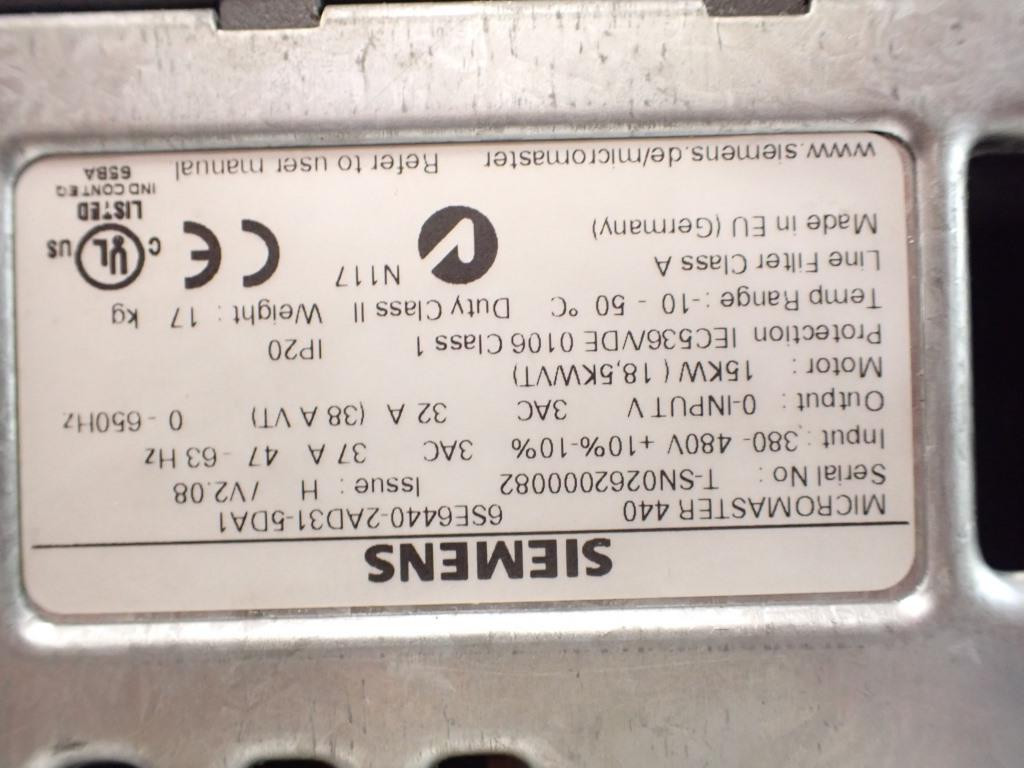 SIEMENS
MICROMASTER 440 6SE6440-2AD31-5DA1
Serial No : T-SN0262000082 Issue : H /V2.08
Input : 380- 480V +10%-10% 3AC 37 A 47 - 63 Hz
Output : 0-INPUT V 3AC 32 A (38 A VT) 0 - 650Hz
Motor : 15KW ( 18,5KWVT)
Protection IEC536/VDE 0106 Class 1 IP20
Temp Range :-10 - 50 °C Duty Class II Weight : 17 kg
Line Filter Class A N117
Made in EU (Germany)
CE
C UL US
LISTED
IND CONT EQ
65BA
www.siemens.de/micromaster Refer to user manual